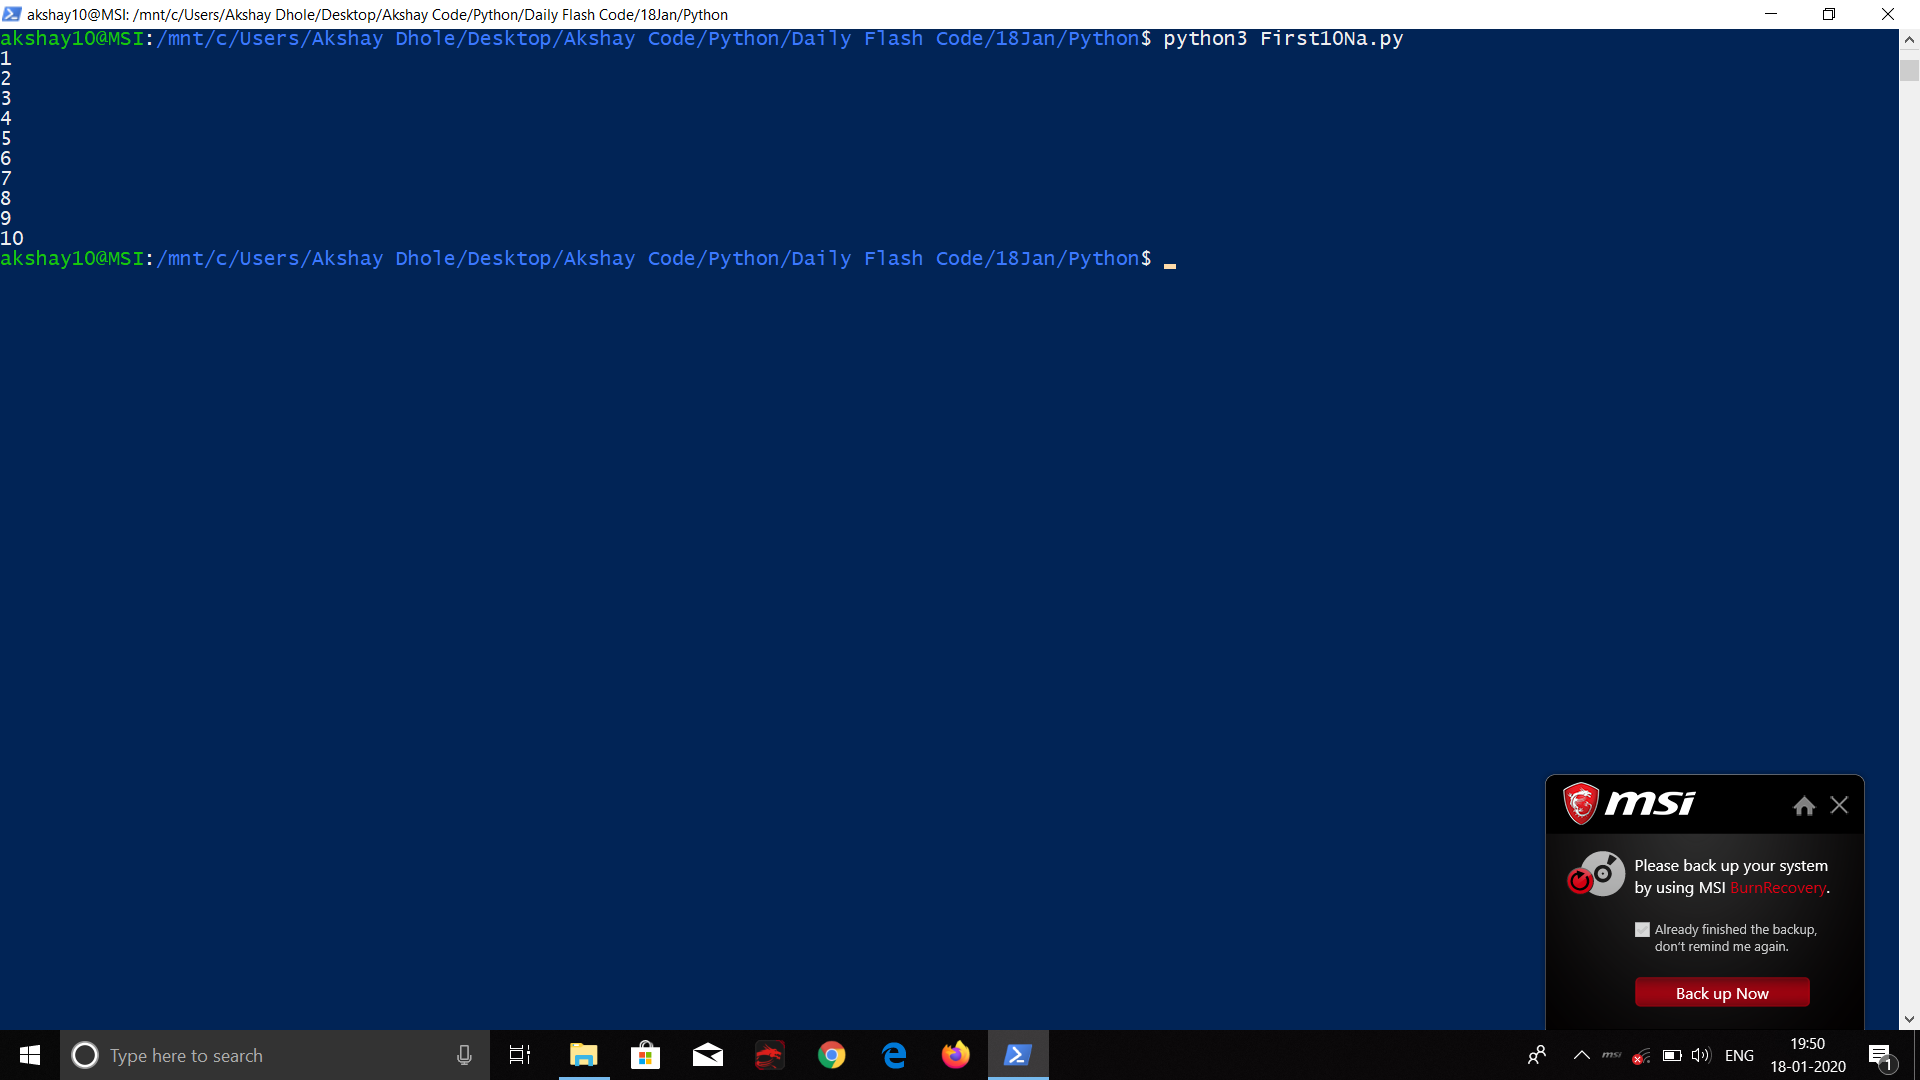 akshay10@MSI: /mnt/c/Users/Akshay Dhole/Desktop/Akshay Code/Python/Daily Flash Code/18Jan/Python
akshay10@MSI:/mnt/c/Users/Akshay Dhole/Desktop/Akshay Code/Python/Daily Flash Code/18Jan/Python$ python3 First10Na.py
1
2
3
4
5
6
7
8
9
10
akshay10@MSI:/mnt/c/Users/Akshay Dhole/Desktop/Akshay Code/Python/Daily Flash Code/18Jan/Python$
msi
Please back up your system
by using MSI BurnRecovery.
Already finished the backup,
don't remind me again.
Back up Now
Type here to search
msi
ENG
19:50
18-01-2020
1